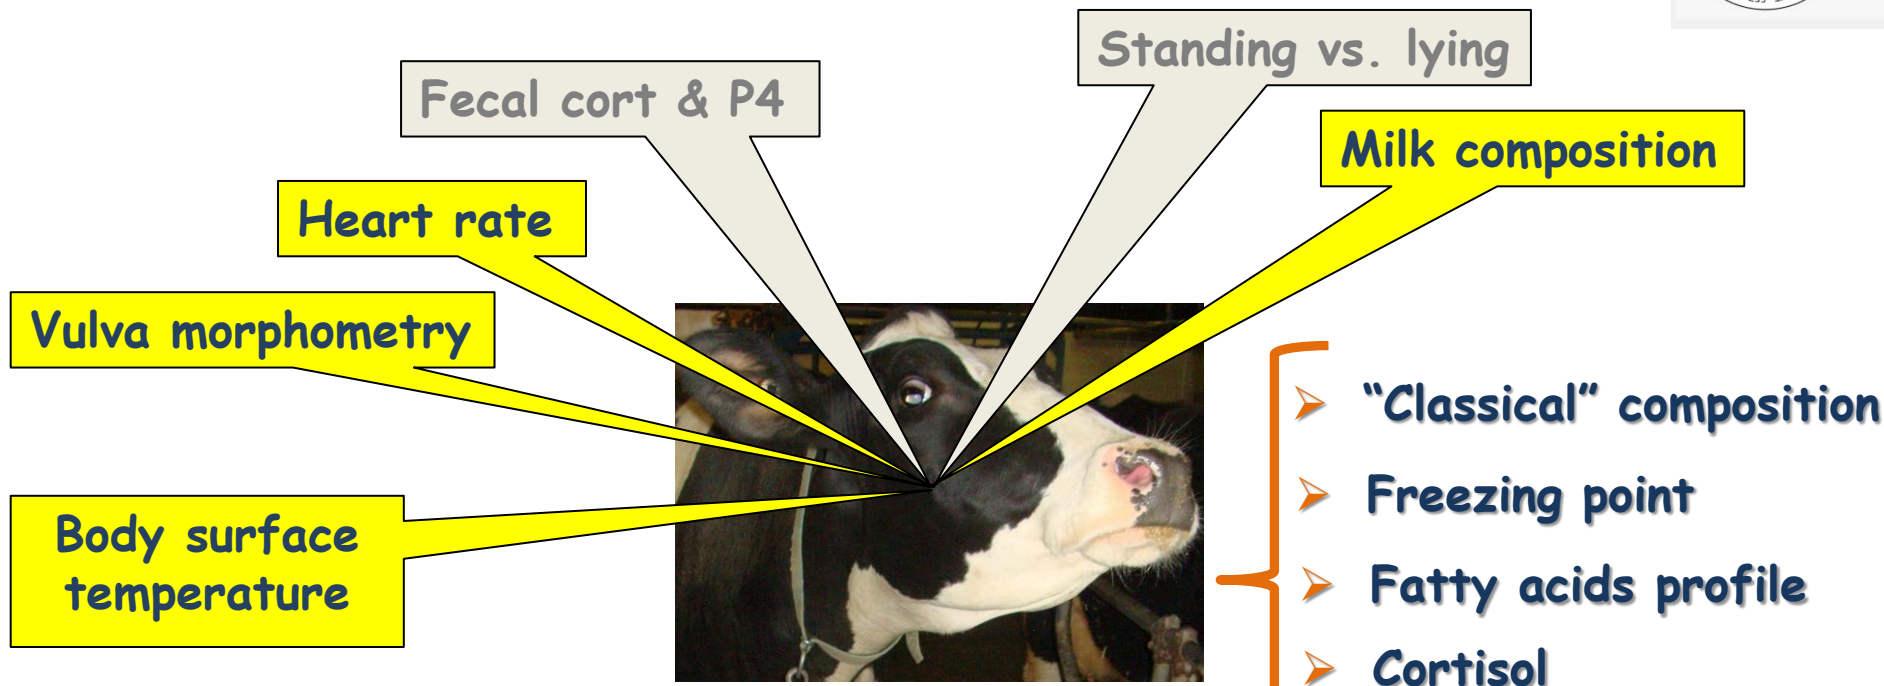 Standing vs. lying
Fecal cort & P4
Milk composition
Heart rate
Vulva morphometry
Body surface
temperature
“Classical” composition
Freezing point
Fatty acids profile
Cortisol